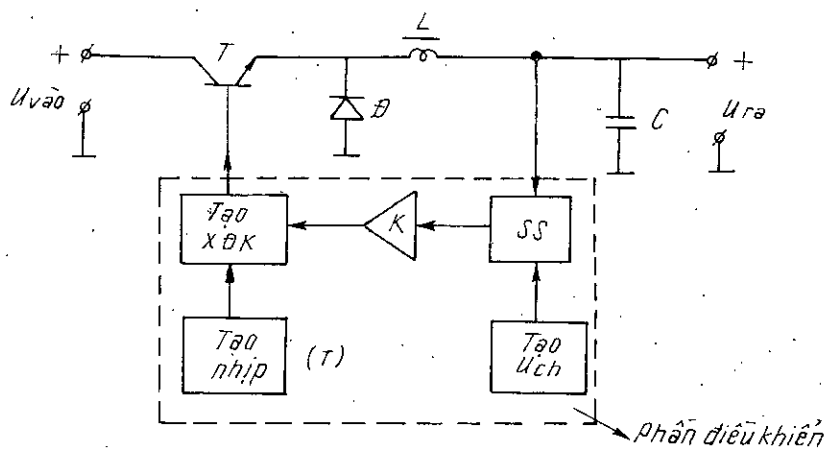 L
+
T
+
Uvào
Đ
C
Ura
Tạo
XĐK
K
SS
Tạo
nhịp
(T)
Tạo
Uch
Phần điều khiển